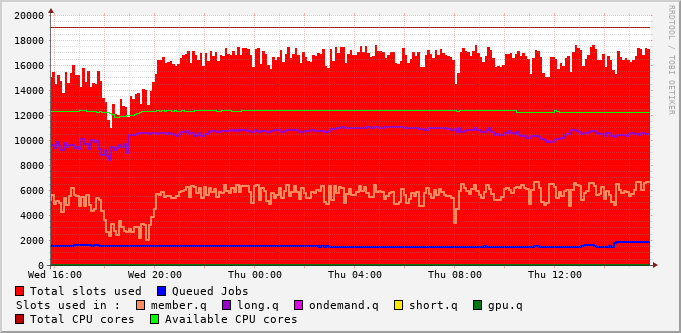 20000
18000
16000
14000
12000
10000
8000
6000
4000
2000
0
Wed 16:00 Wed 20:00 Thu 00:00 Thu 04:00 Thu 08:00 Thu 12:00
Total slots used Queued Jobs
Slots used in : member.q long.q ondemand.q short.q gpu.q
Total CPU cores Available CPU cores
RRDTOOL / TOBI OETIKER